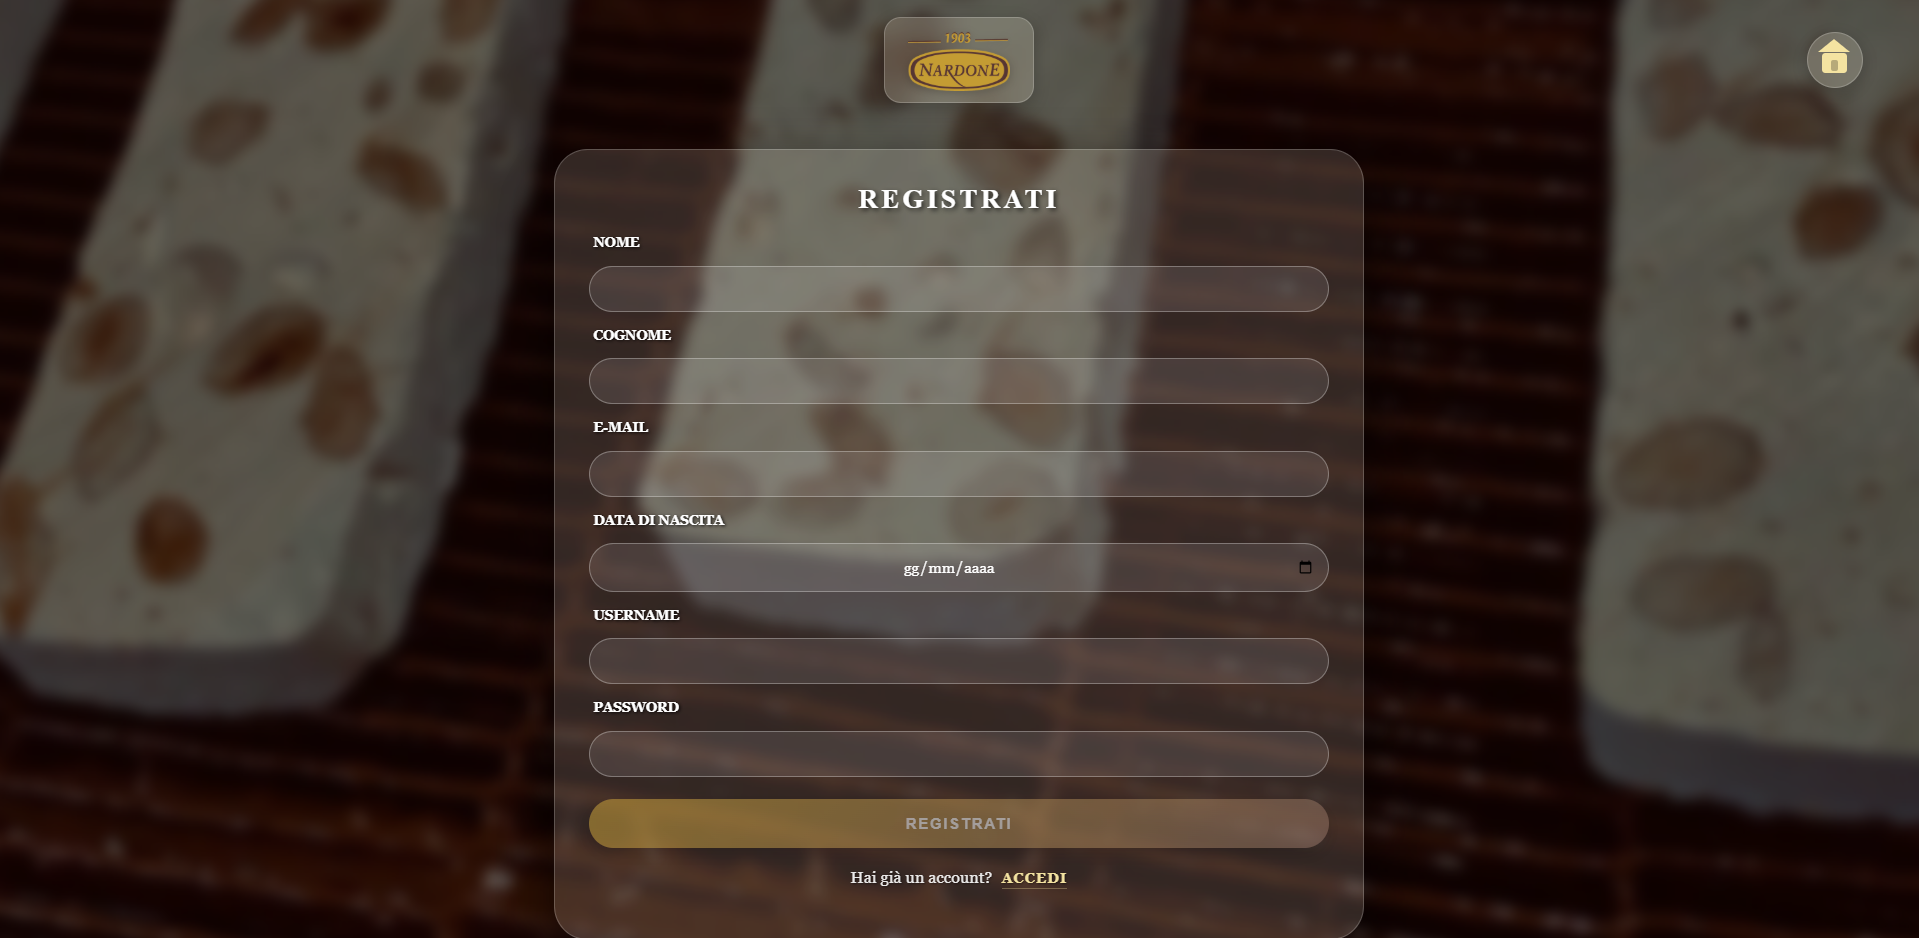 1903
NARDONE
REGISTRATI
NOME
COGNOME
E-MAIL
DATA DI NASCITA
gg/mm/aaaa
USERNAME
PASSWORD
REGISTRATI
Hai già un account? ACCEDI